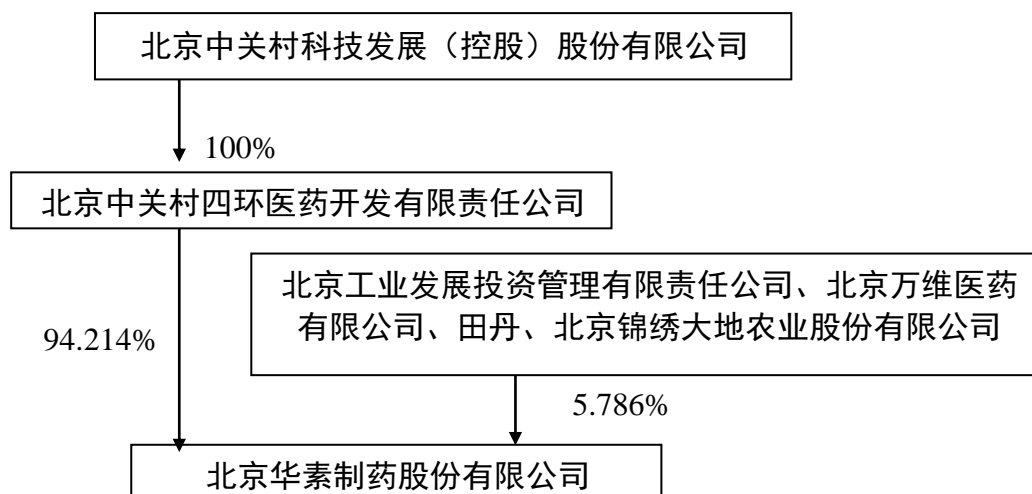 北京中关村科技发展（控股）股份有限公司
100%
北京中关村四环医药开发有限责任公司
北京工业发展投资管理有限责任公司、北京万维医药
有限公司、田丹、北京锦绣大地农业股份有限公司
94.214%
5.786%
北京华素制药股份有限公司